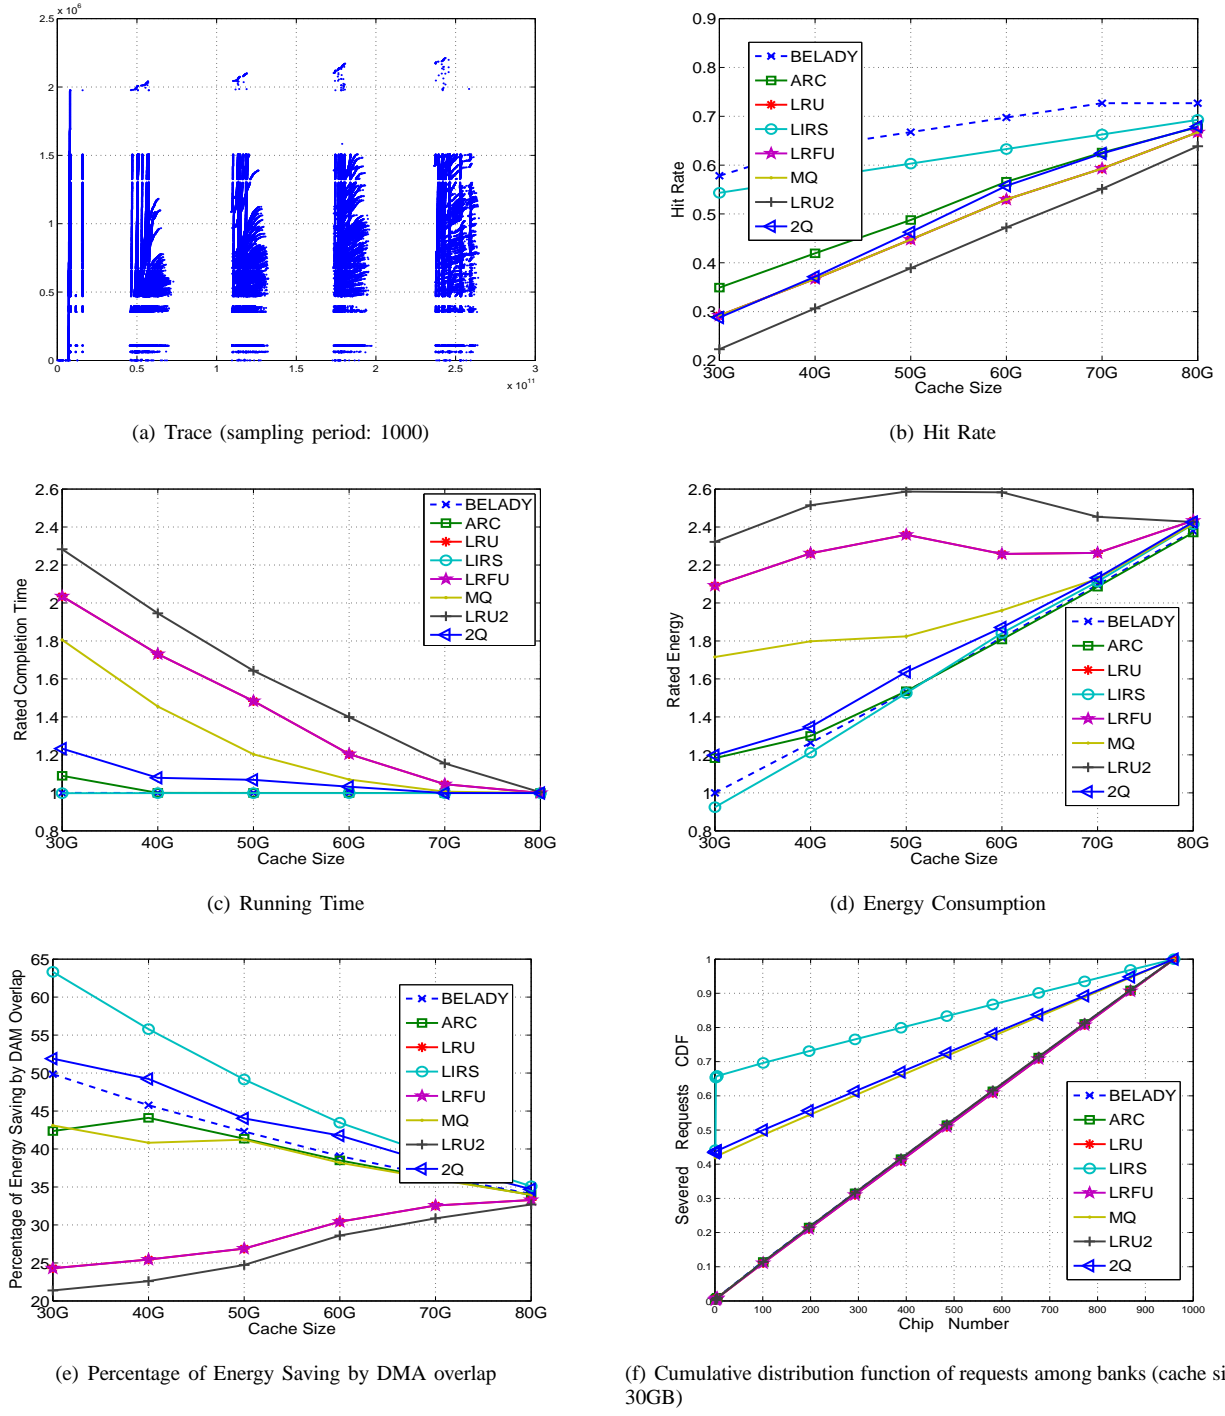 x 10^6
2.5
2
1.5
1
0.5
0
0 0.5 1 1.5 2 2.5 3
x 10^11
(a) Trace (sampling period: 1000)
0.9
0.8
0.7
0.6
0.5
0.4
0.3
0.2
Hit Rate
BELADY
ARC
LRU
LIRS
LRFU
MQ
LRU2
2Q
30G 40G 50G 60G 70G 80G
Cache Size
(b) Hit Rate
2.6
2.4
2.2
2
1.8
1.6
1.4
1.2
1
0.8
Rated Completion Time
BELADY
ARC
LRU
LIRS
LRFU
MQ
LRU2
2Q
30G 40G 50G 60G 70G 80G
Cache Size
(c) Running Time
2.6
2.4
2.2
2
1.8
1.6
1.4
1.2
1
0.8
Rated Energy
BELADY
ARC
LRU
LIRS
LRFU
MQ
LRU2
2Q
30G 40G 50G 60G 70G 80G
Cache Size
(d) Energy Consumption
65
60
55
50
45
40
35
30
25
20
Percentage of Energy Saving by DAM Overlap
BELADY
ARC
LRU
LIRS
LRFU
MQ
LRU2
2Q
30G 40G 50G 60G 70G 80G
Cache Size
(e) Percentage of Energy Saving by DMA overlap
1
0.9
0.8
0.7
0.6
0.5
0.4
0.3
0.2
0.1
0
Severed Requests CDF
BELADY
ARC
LRU
LIRS
LRFU
MQ
LRU2
2Q
0 100 200 300 400 500 600 700 800 900 1000
Chip Number
(f) Cumulative distribution function of requests among banks (cache si
30GB)